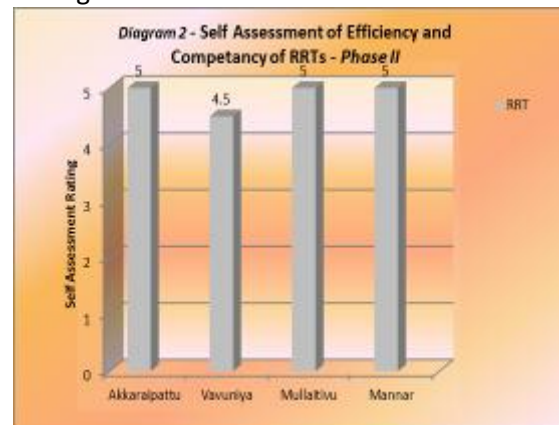 Diagram 2 - Self Assessment of Efficiency and
Competancy of RRTs - Phase II
5
4.5
5
5
RRT
5
4
3
2
1
0
Self Assessment Rating
Akkaraipattu Vavuniya Mullaitivu Mannar